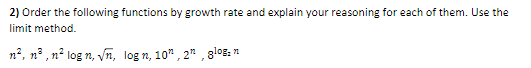 2) Order the following functions by growth rate and explain your reasoning for each of them. Use the
limit method.
n², n³ , n² log n, √n,  log n, 10ⁿ , 2ⁿ , 8^log₂ n